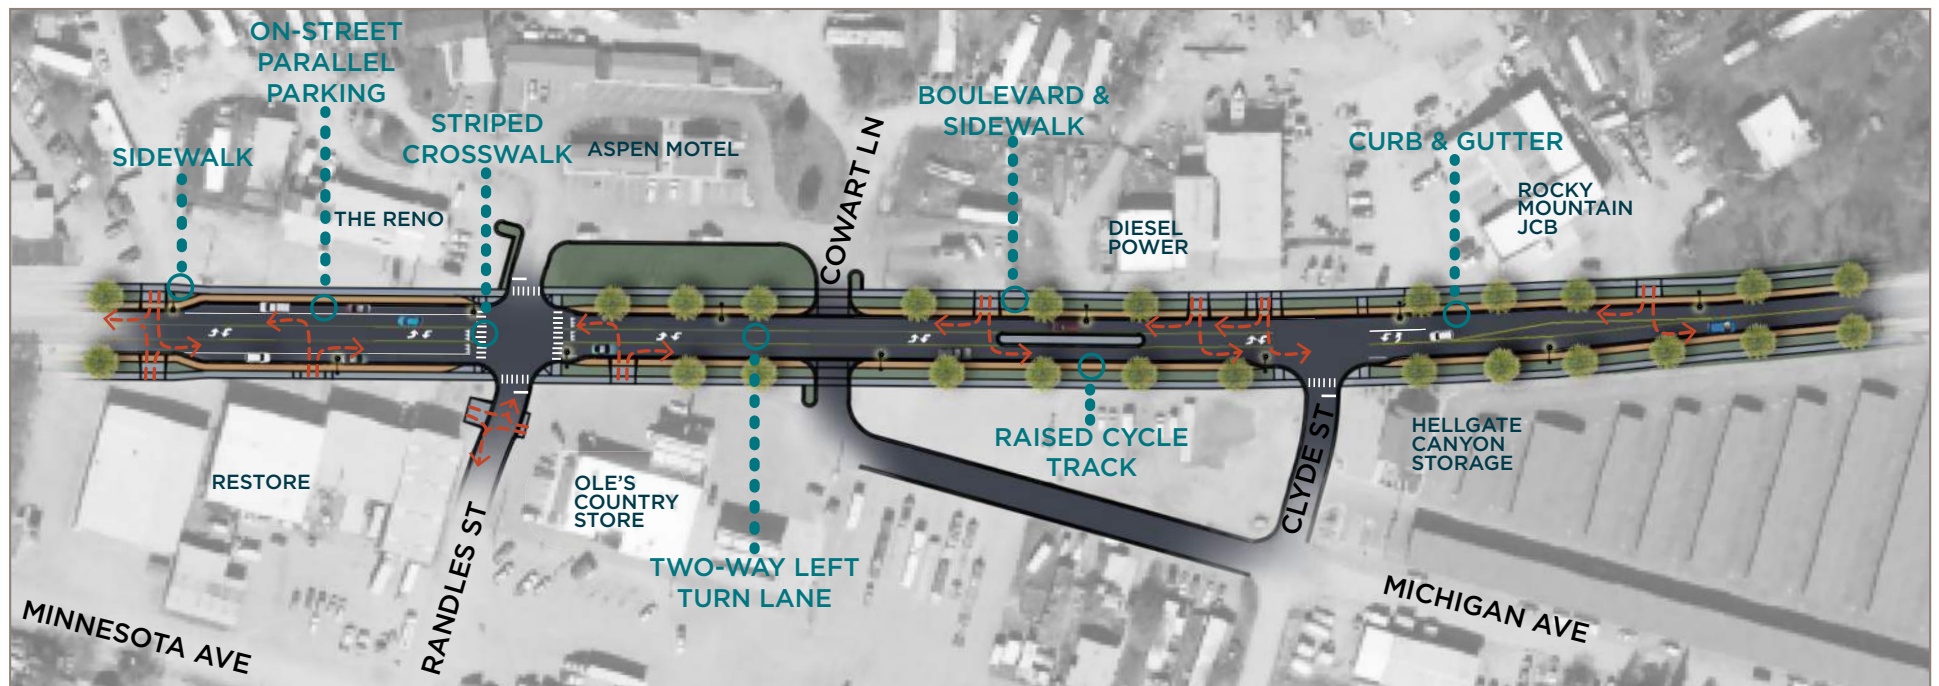 ON-STREET
PARALLEL
PARKING
SIDEWALK
STRIPED
CROSSWALK
ASPEN MOTEL
THE RENO
COWART LN
BOULEVARD &
SIDEWALK
DIESEL
POWER
CURB & GUTTER
ROCKY
MOUNTAIN
JCB
RESTORE
RANDLES ST
OLE'S
COUNTRY
STORE
TWO-WAY LEFT
TURN LANE
RAISED CYCLE
TRACK
CLYDE ST
HELLGATE
CANYON
STORAGE
MINNESOTA AVE
MICHIGAN AVE